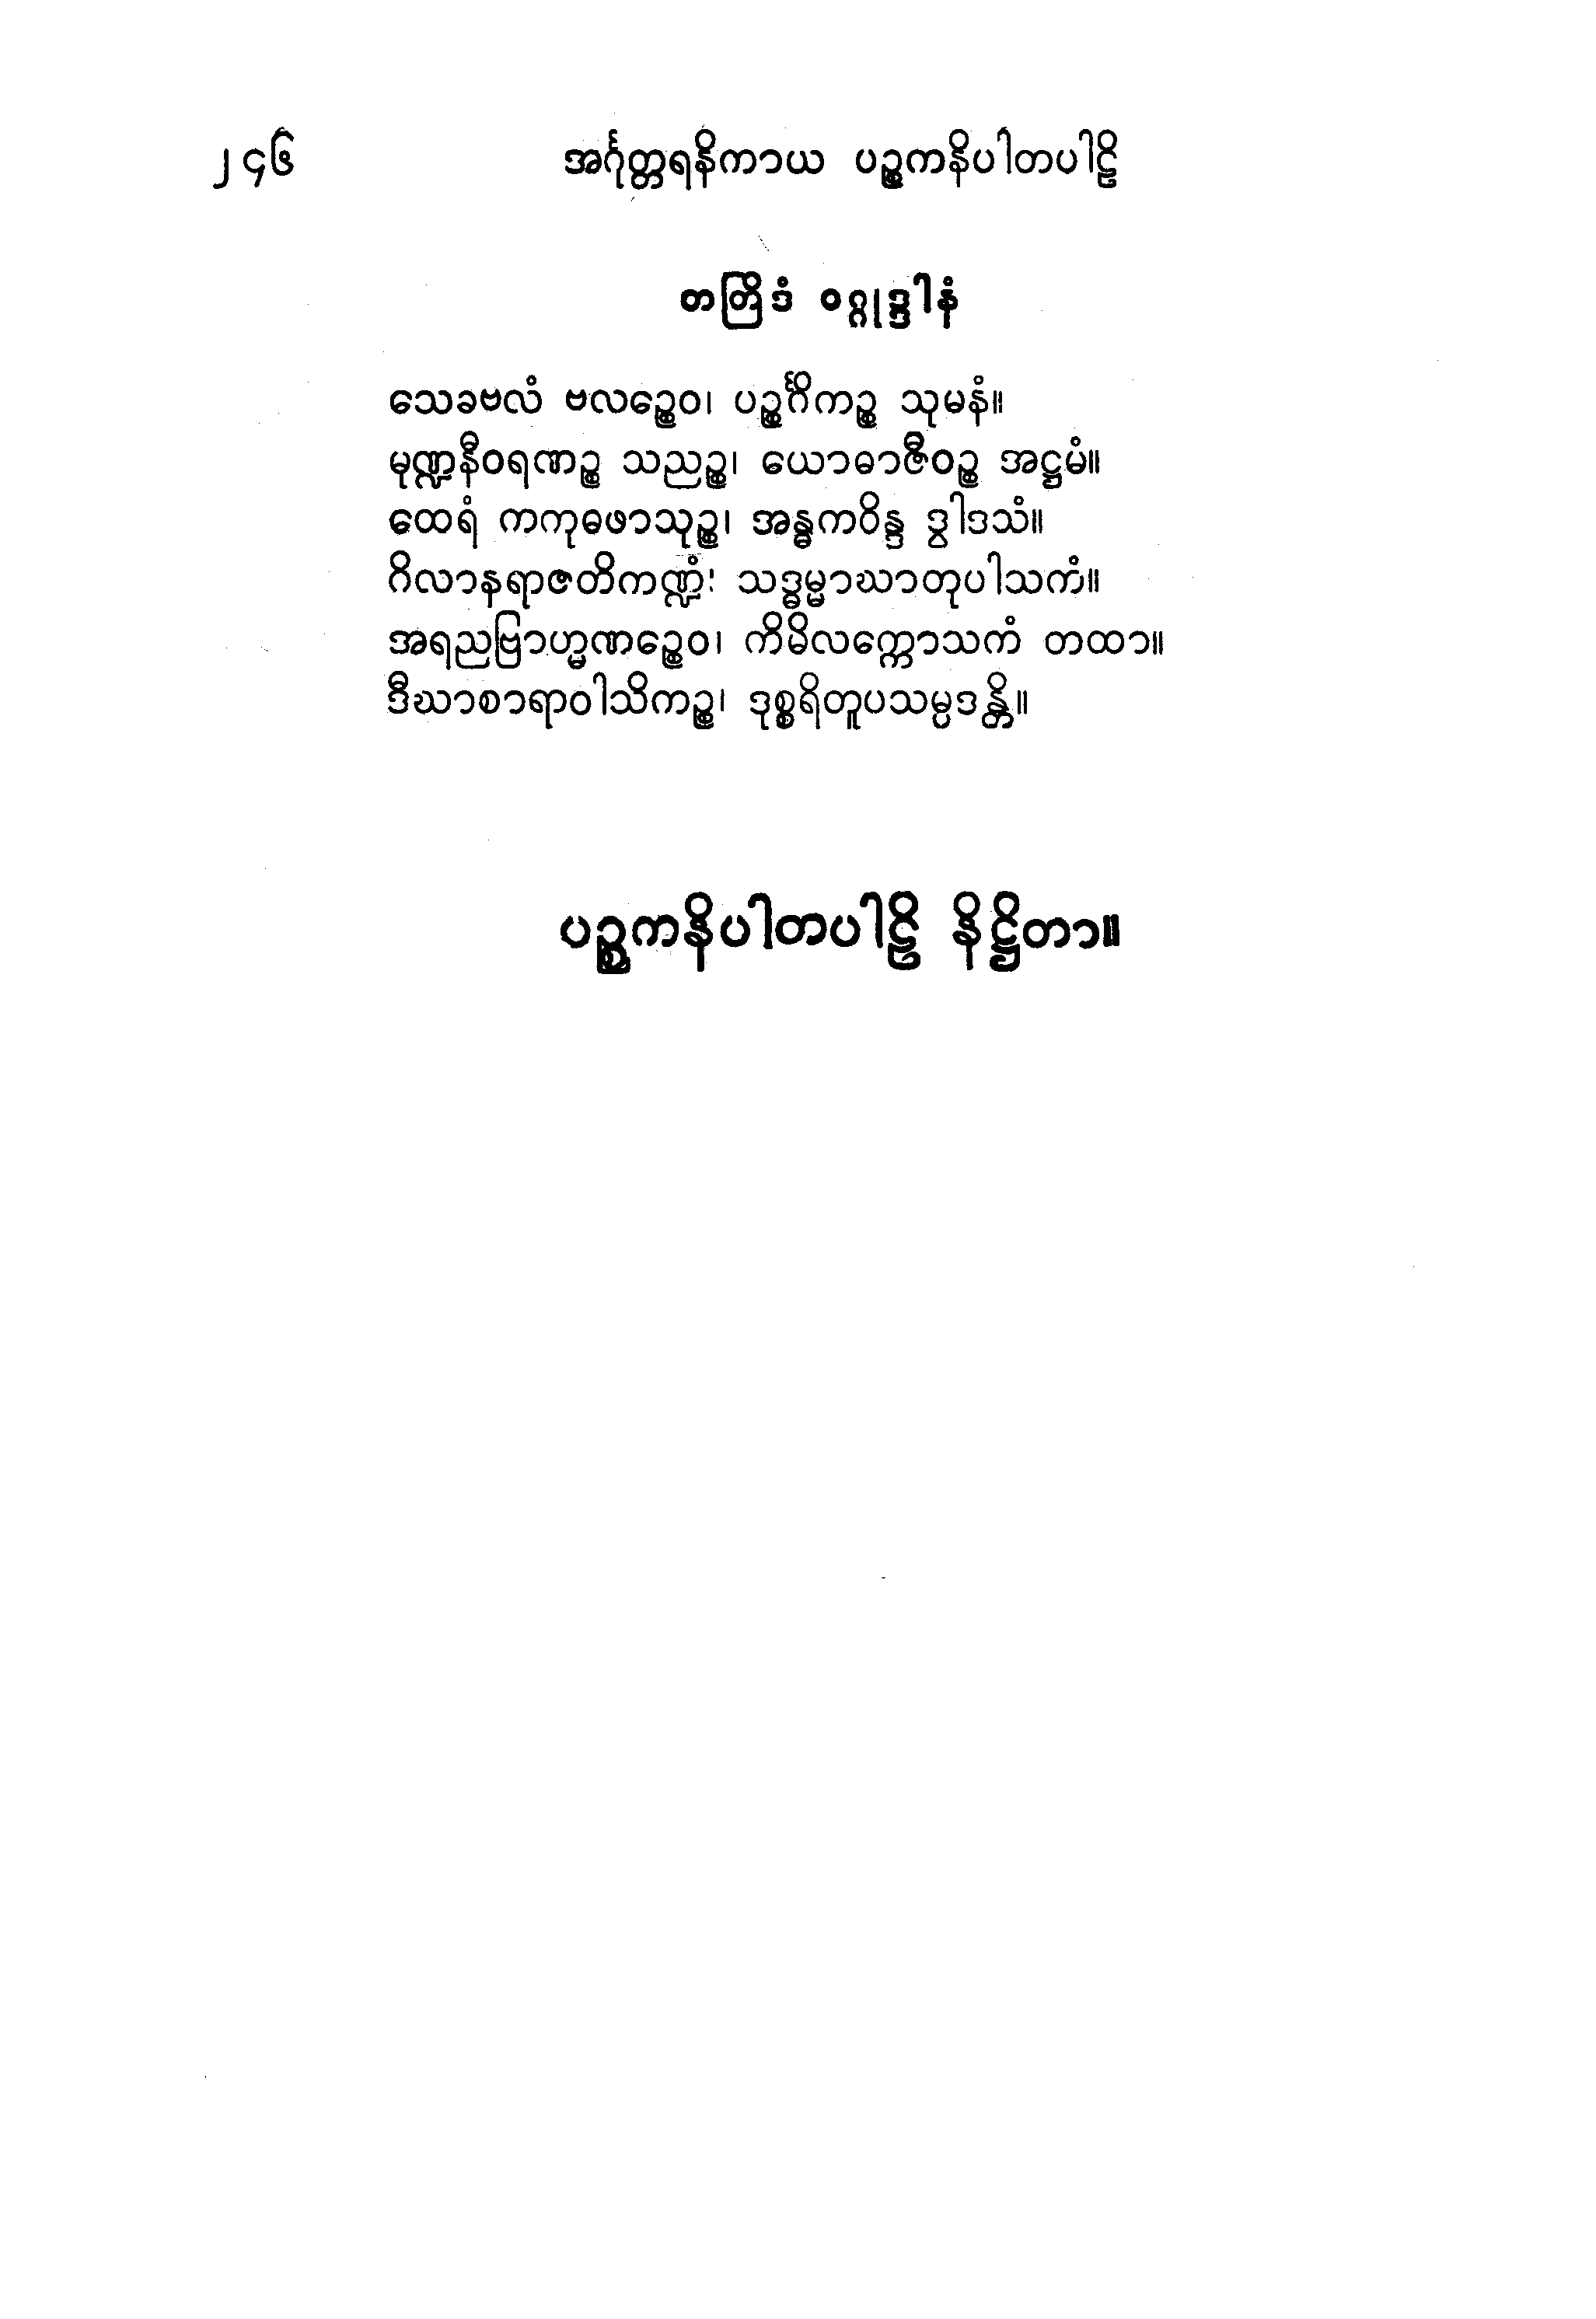 ၂၄၆ အင်္ဂုတ္တရနိကာယ ပဉ္စကနိပါတပါဠိ
တတြိဒံ ဝဂ္ဂုဒ္ဒါနံ
သေခဗလံ ဗလဉ္စေဝ၊ ပဉ္စင်္ဂိကဉ္စ သုမနံ။
မုဏ္ဍနီဝရဏဉ္စ သညဉ္စ၊ ယောဓာဇီဝဉ္စ အဋ္ဌမံ။
ထေရံ ကကုဓဖာသုဉ္စ၊ အန္ဓကဝိန္ဒ ဒွါဒသံ။
ဂိလာနရာဇတိကဏ္ဍံ၊ သဒ္ဓမ္မာဃာတုပါသကံ။
အရညဗြာဟ္မဏဉ္စေဝ၊ ကိမိလက္ကောသကံ တထာ။
ဒီဃာစာရာဝါသိကဉ္စ၊ ဒုစ္စရိတူပသမ္ပဒန္တိ။
ပဉ္စကနိပါတပါဠိ နိဋ္ဌိတာ။